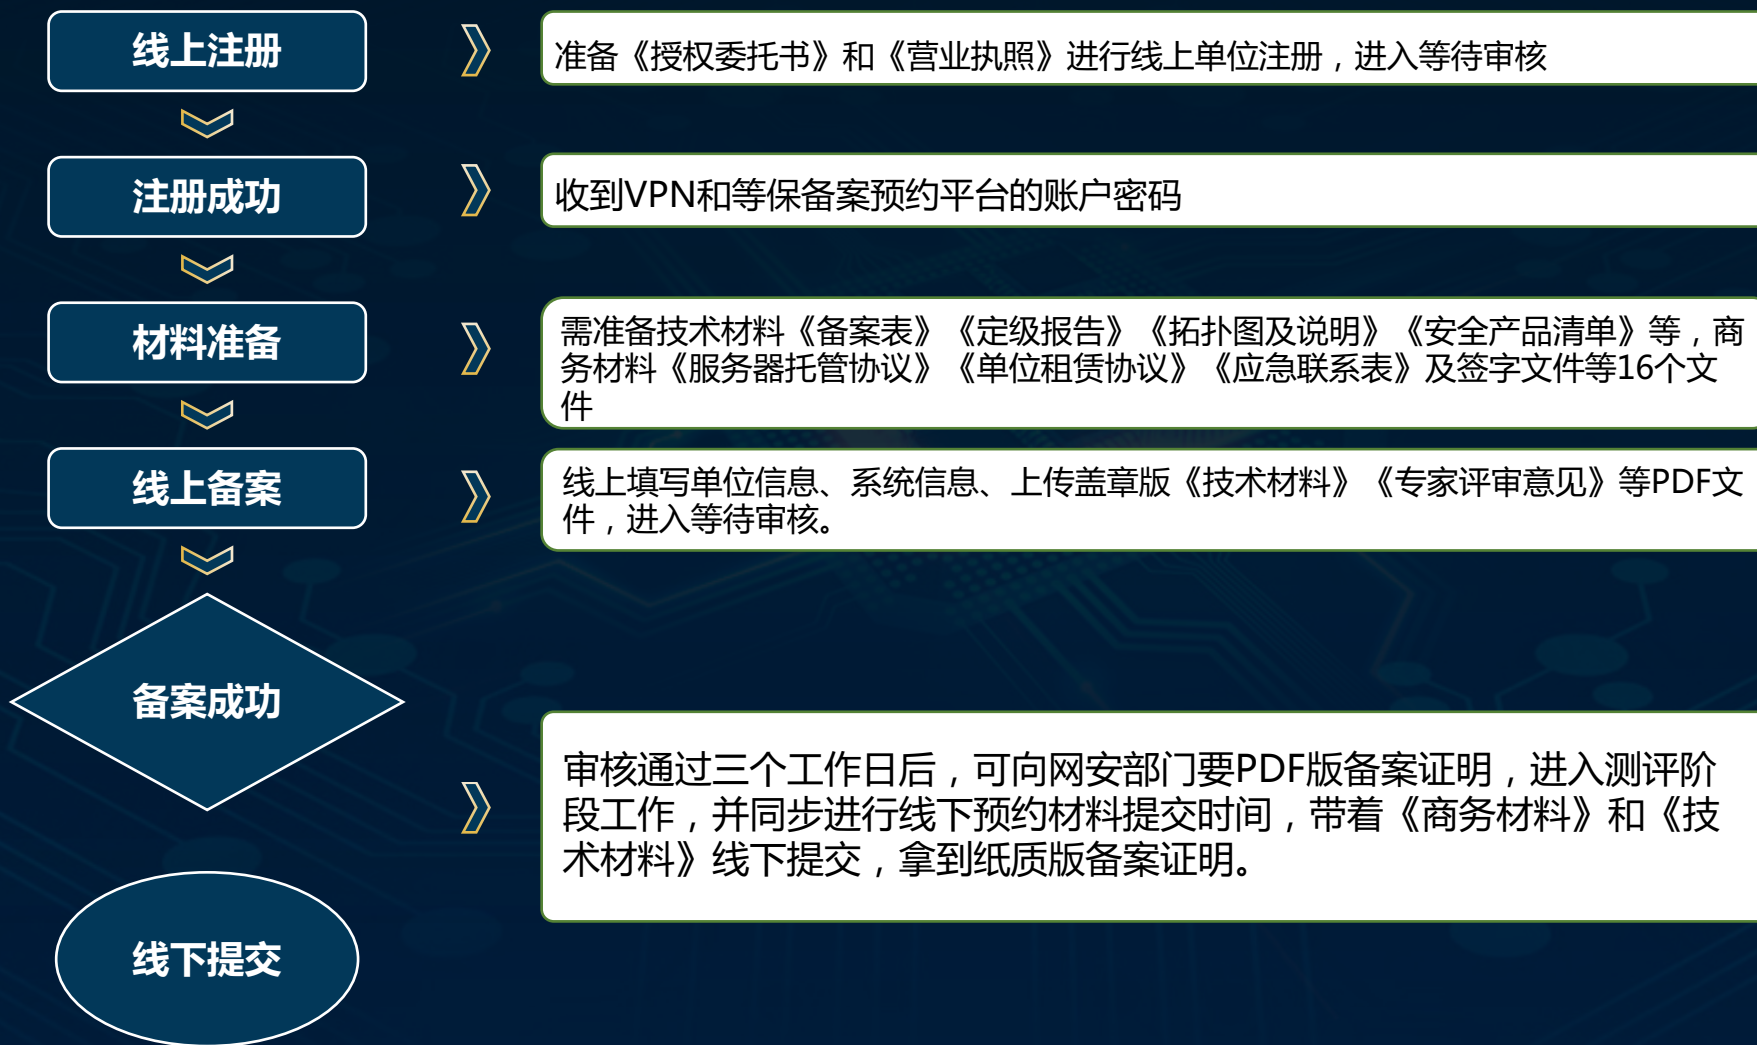 线上注册
准备《授权委托书》和《营业执照》进行线上单位注册，进入等待审核
注册成功
收到VPN和等保备案预约平台的账户密码
材料准备
需准备技术材料《备案表》《定级报告》《拓扑图及说明》《安全产品清单》等，商
务材料《服务器托管协议》《单位租赁协议》《应急联系表》及签字文件等16个文
件
线上备案
线上填写单位信息、系统信息、上传盖章版《技术材料》《专家评审意见》等PDF文
件，进入等待审核。
备案成功
审核通过三个工作日后，可向网安部门要PDF版备案证明，进入测评阶
段工作，并同步进行线下预约材料提交时间，带着《商务材料》和《技
术材料》线下提交，拿到纸质版备案证明。
线下提交